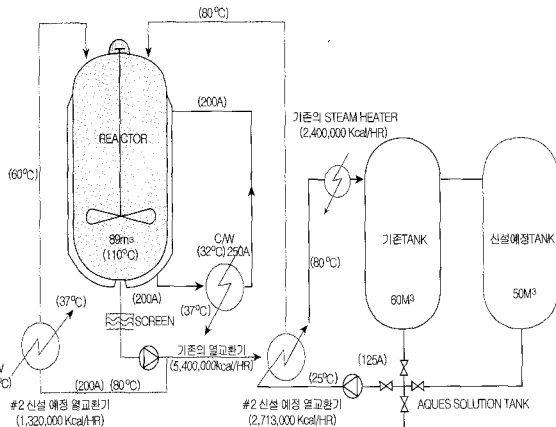 (80℃)
(200A)
기존의 STEAM HEATER
(2,400,000 Kcal/HR)
REACTOR
(60℃)
기존TANK
신설예정TANK
C/W
(32℃) 250A
(80℃)
89m³
(110℃)
(37℃)
(200A)
(37℃)
60M³
50M³
SCREEN
기존의 열교환기
(5,400,000kcal/HR)
(125A)
(25℃)
(200A) (80℃)
#2 신설 예정 열교환기
(1,320,000 Kcal/HR)
#2 신설 예정 열교환기
(2,713,000 Kcal/HR)
AQUES SOLUTION TANK